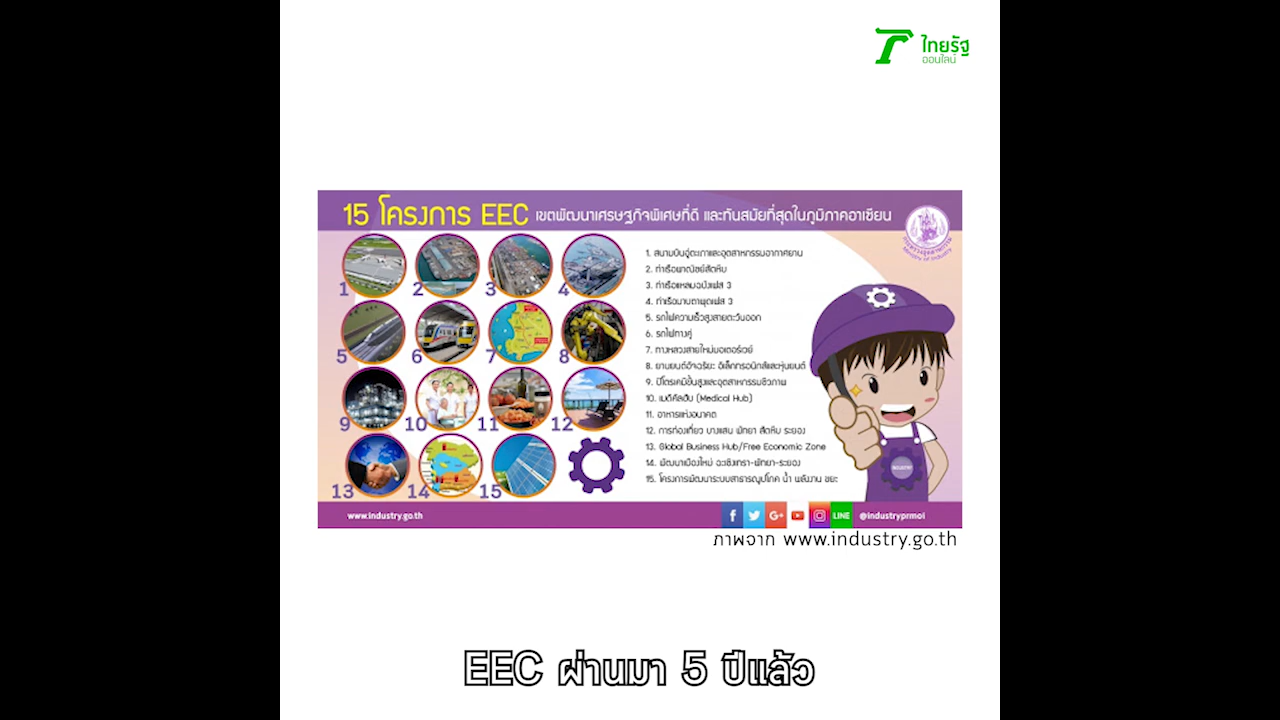 ไทยรัฐ
ออนไลน์
15 โครงการ EEC เขตพัฒนาเศรษฐกิจพิเศษที่ดี และทันสมัยที่สุดในภูมิภาคอาเซียน
กระทรวงอุตสาหกรรม
Ministry of Industry
1
2
3
4
5
6
7
8
9
10
11
12
13
14
15
1. สนามบินอู่ตะเภาและอุตสาหกรรมอากาศยาน
2. ท่าเรือพาณิชย์สัตหีบ
3. ท่าเรือแหลมฉบังเฟส 3
4. ท่าเรือมาบตาพุดเฟส 3
5. รถไฟความเร็วสูงสายตะวันออก
6. รถไฟทางคู่
7. ทางหลวงสายใหม่มอเตอร์เวย์
8. ยานยนต์อัจฉริยะ อิเล็กทรอนิกส์และหุ่นยนต์
9. ปิโตรเคมีขั้นสูงและอุตสาหกรรมชีวภาพ
10. เมดิคัลฮับ (Medical Hub)
11. อาหารแห่งอนาคต
12. การท่องเที่ยว บางแสน พัทยา สัตหีบ ระยอง
13. Global Business Hub/Free Economic Zone
14. พัฒนาเมืองใหม่ ฉะเชิงเทรา-พัทยา-ระยอง
15. โครงการพัฒนาระบบสาธารณูปโภค น้ำ พลังงาน ขยะ
INDUSTRY
www.industry.go.th
LINE
@industryprmoi
ภาพจาก www.industry.go.th
EEC ผ่านมา 5 ปีแล้ว